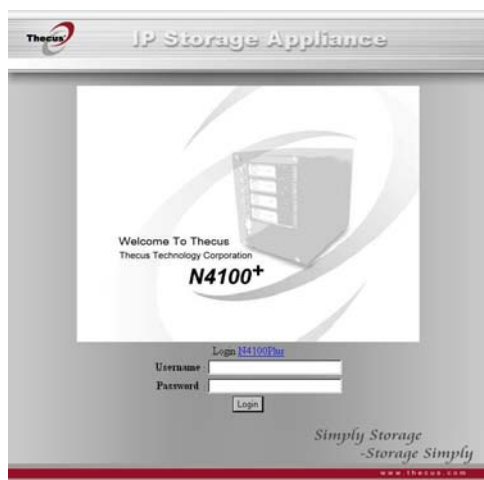 Thecus
IP Storage Appliance
Welcome To Thecus
Thecus Technology Corporation
N4100+
Login N4100Plus
Username :
Password :
Login
Simply Storage
-Storage Simply
www.thecus.com